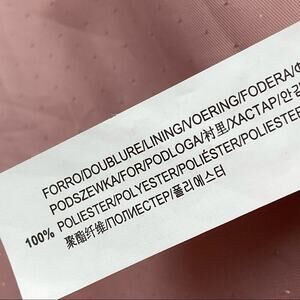 FORRO/DOUBLURE/LINING/VOERING/FODERA/
PODSZEWKA/FOR/PODLOGA/衬里/ХАСТАР/안감
100% POLIESTER/POLYESTER/POLIÉSTER/POLIESTER
聚酯纤维/ПОЛИЕСТЕР/폴리에스터